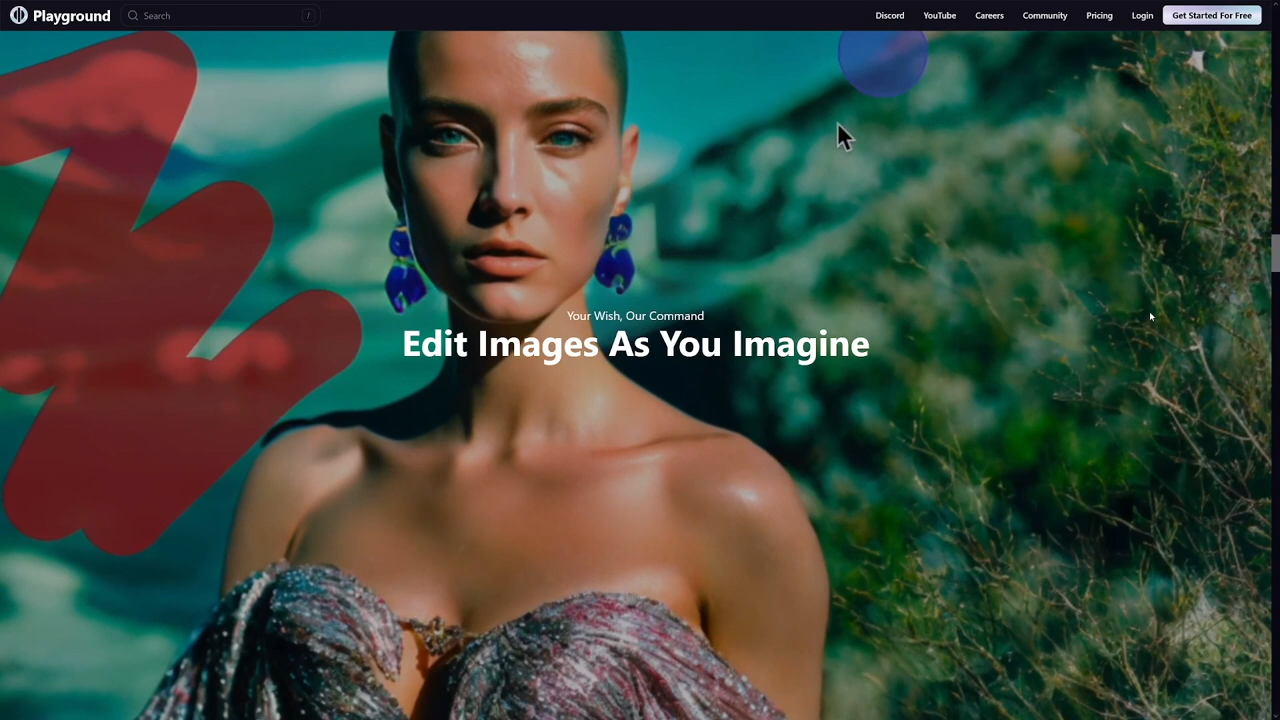 Playground
Search
/
Discord
YouTube
Careers
Community
Pricing
Login
Get Started For Free
Your Wish, Our Command
Edit Images As You Imagine